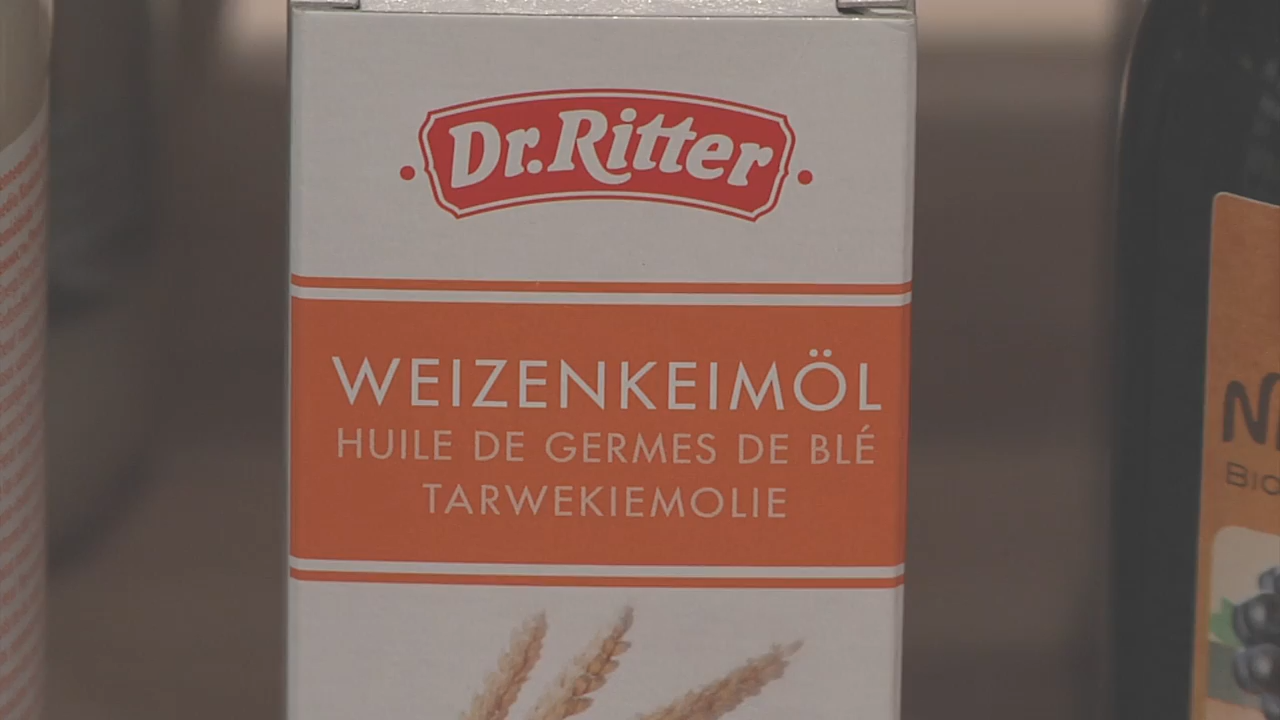 Dr. Ritter
WEIZENKEIMÖL
HUILE DE GERMES DE BLÉ
TARWEKIEMOLIE